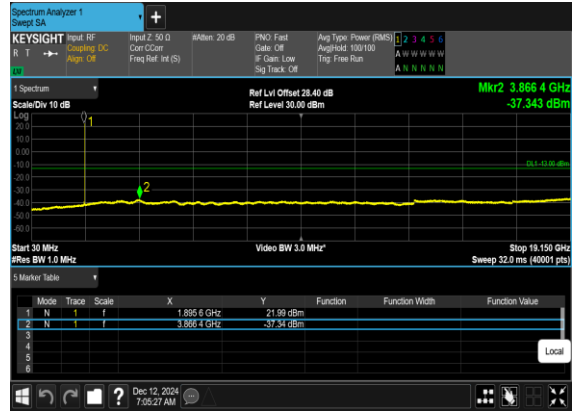 Spectrum Analyzer 1
Swept SA
KEYSIGHT
R T
LW
Input: RF
Coupling: DC
Align: Off
Input Z: 50 Ω
Corr CCorr
Freq Ref: Int (S)
#Atten: 20 dB
PNO: Fast
Gate: Off
IF Gain: Low
Sig Track: Off
Avg Type: Power (RMS)
Avg|Hold: 100/100
Trig: Free Run
1 2 3 4 5 6
A W W W W W
A N N N N N
1 Spectrum
Scale/Div 10 dB
Ref Lvl Offset 28.40 dB
Ref Level 30.00 dBm
Mkr2 3.866 4 GHz
-37.343 dBm
Log
20.0
10.0
0.00
-10.0
-20.0
-30.0
-40.0
-50.0
-60.0
1
2
DL1 -13.00 dBm
Start 30 MHz
#Res BW 1.0 MHz
Video BW 3.0 MHz*
Stop 19.150 GHz
Sweep 32.0 ms (40001 pts)
5 Marker Table
Mode Trace Scale X Y Function Function Width Function Value
1 N 1 f 1.895 6 GHz 21.99 dBm
2 N 1 f 3.866 4 GHz -37.34 dBm
3
4
5
6
Local
?
Dec 12, 2024
7:05:27 AM